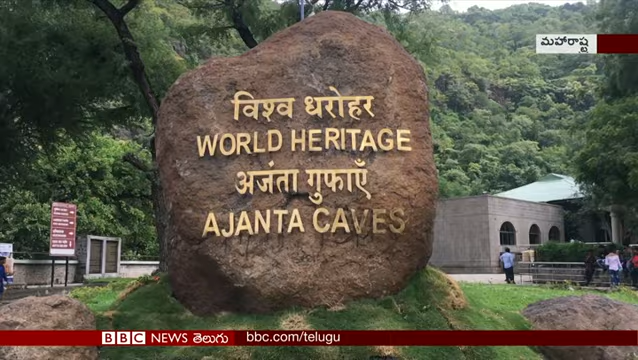 మహారాష్ట్ర
विश्व धरोहर
WORLD HERITAGE
अजंता गुफाएँ
AJANTA CAVES
BBC NEWS తెలుగు bbc.com/telugu